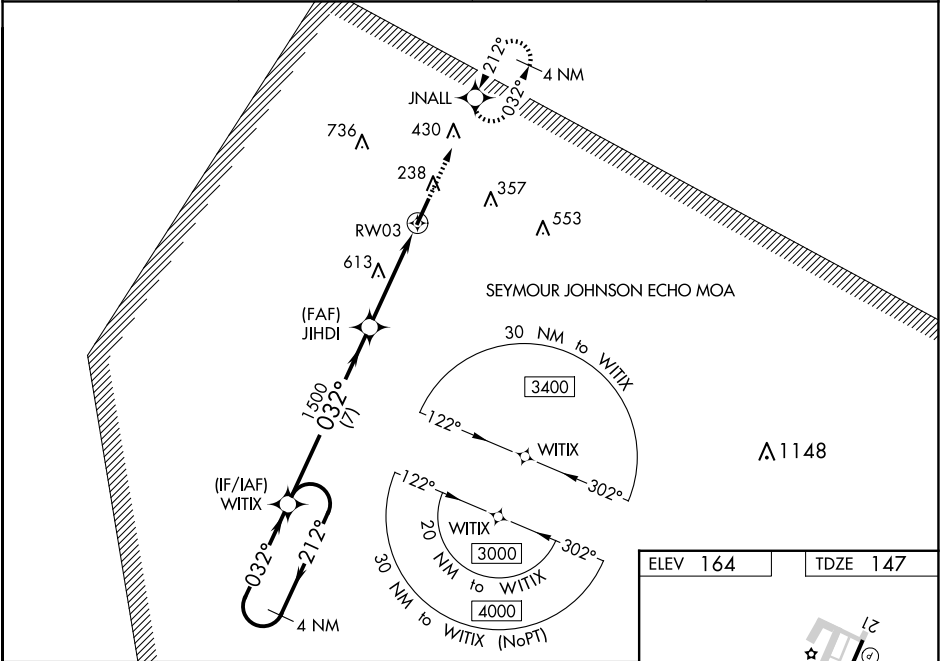 212°
4 NM
032°
JNALL
736
430
238
357
RW03
553
613
SEYMOUR JOHNSON ECHO MOA
(FAF)
JIHDI
30 NM to WITIX
3400
1500
032°
(7)
122°
WITIX
302°
1148
(IF/IAF)
WITIX
122°
WITIX
302°
20 NM to WITIX
3000
30 NM to WITIX (NoPT)
4000
032°
212°
4 NM
ELEV 164
TDZE 147
21
P